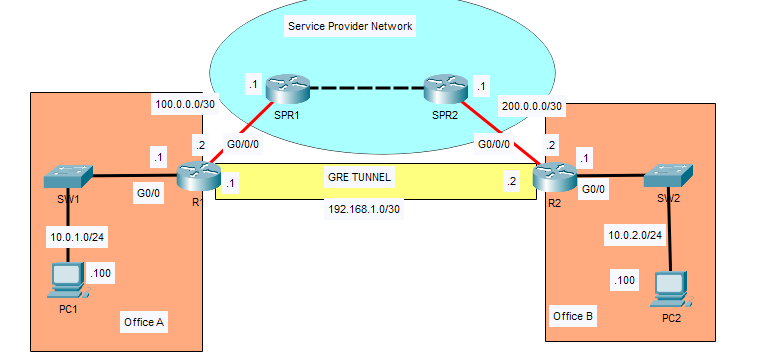 Service Provider Network
.1
.1
SPR1
SPR2
100.0.0.0/30
200.0.0.0/30
.2
G0/0/0
G0/0/0
.2
.1
.1
SW1
G0/0
R1
.1
GRE TUNNEL
.2
R2
G0/0
SW2
192.168.1.0/30
10.0.1.0/24
10.0.2.0/24
.100
.100
PC1
PC2
Office A
Office B